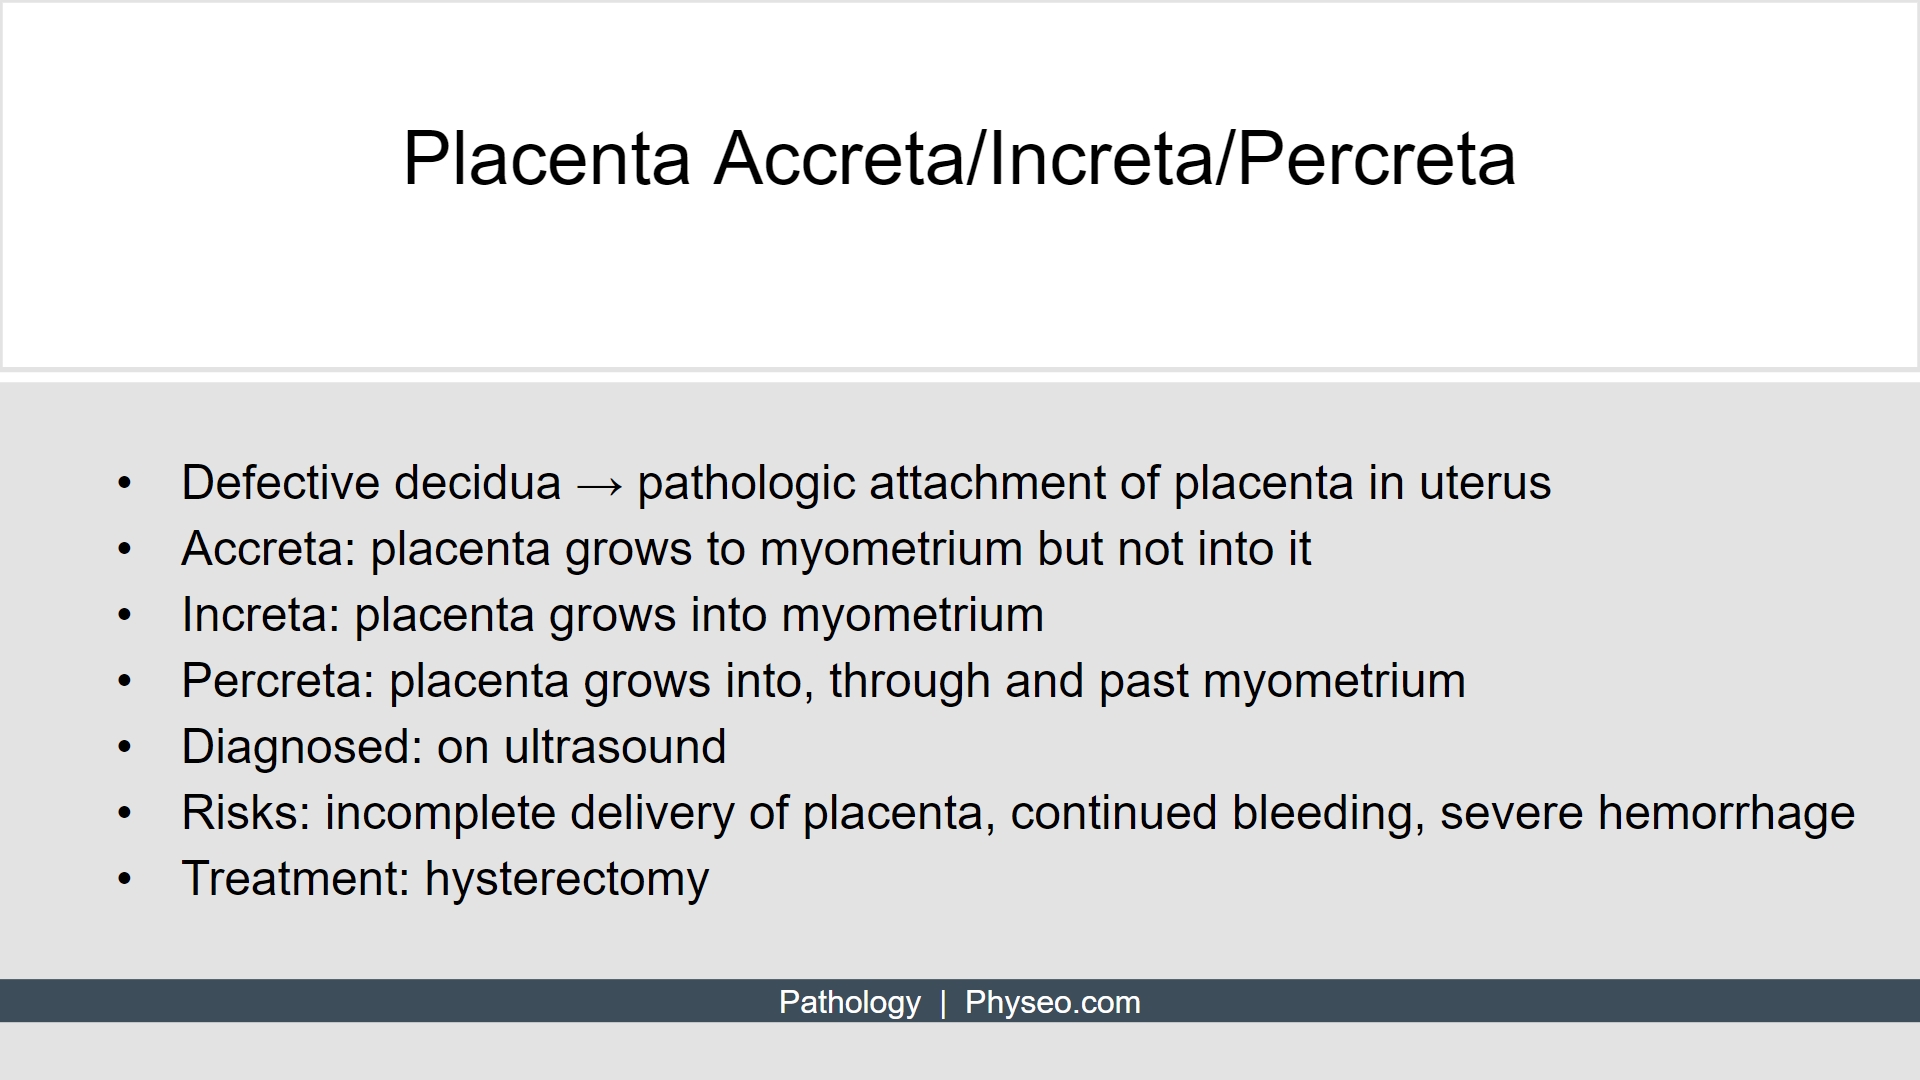 Placenta Accreta/Increta/Percreta
• Defective decidua → pathologic attachment of placenta in uterus
• Accreta: placenta grows to myometrium but not into it
• Increta: placenta grows into myometrium
• Percreta: placenta grows into, through and past myometrium
• Diagnosed: on ultrasound
• Risks: incomplete delivery of placenta, continued bleeding, severe hemorrhage
• Treatment: hysterectomy
Pathology | Physeo.com